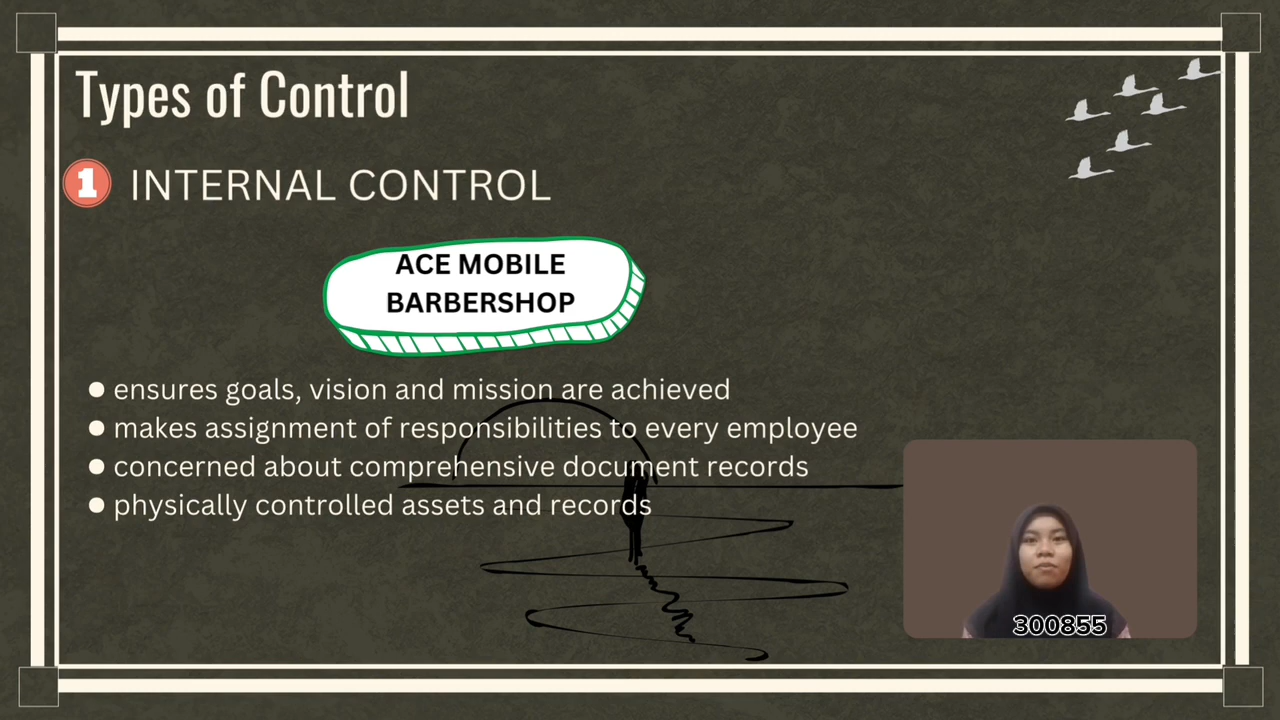 Types of Control
1 INTERNAL CONTROL
ACE MOBILE
BARBERSHOP
● ensures goals, vision and mission are achieved
● makes assignment of responsibilities to every employee
● concerned about comprehensive document records
● physically controlled assets and records
300855